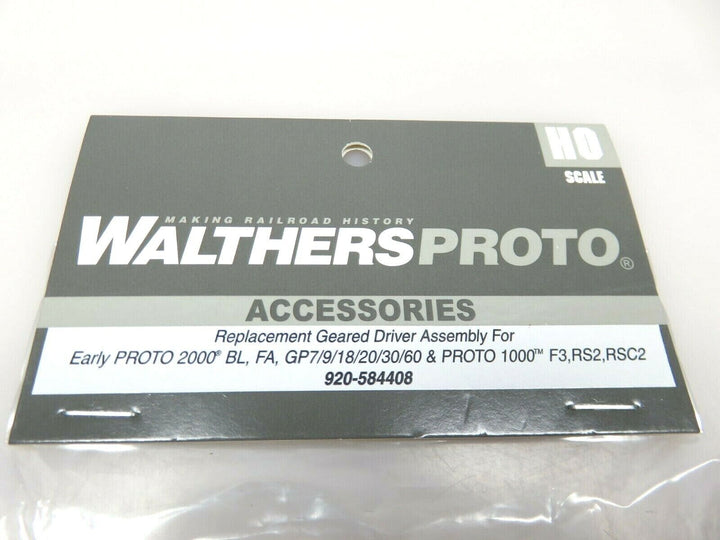 HO
SCALE
MAKING RAILROAD HISTORY
WALTHERSPROTO®
ACCESSORIES
Replacement Geared Driver Assembly For
Early PROTO 2000® BL, FA, GP7/9/18/20/30/60 & PROTO 1000™ F3,RS2,RSC2
920-584408